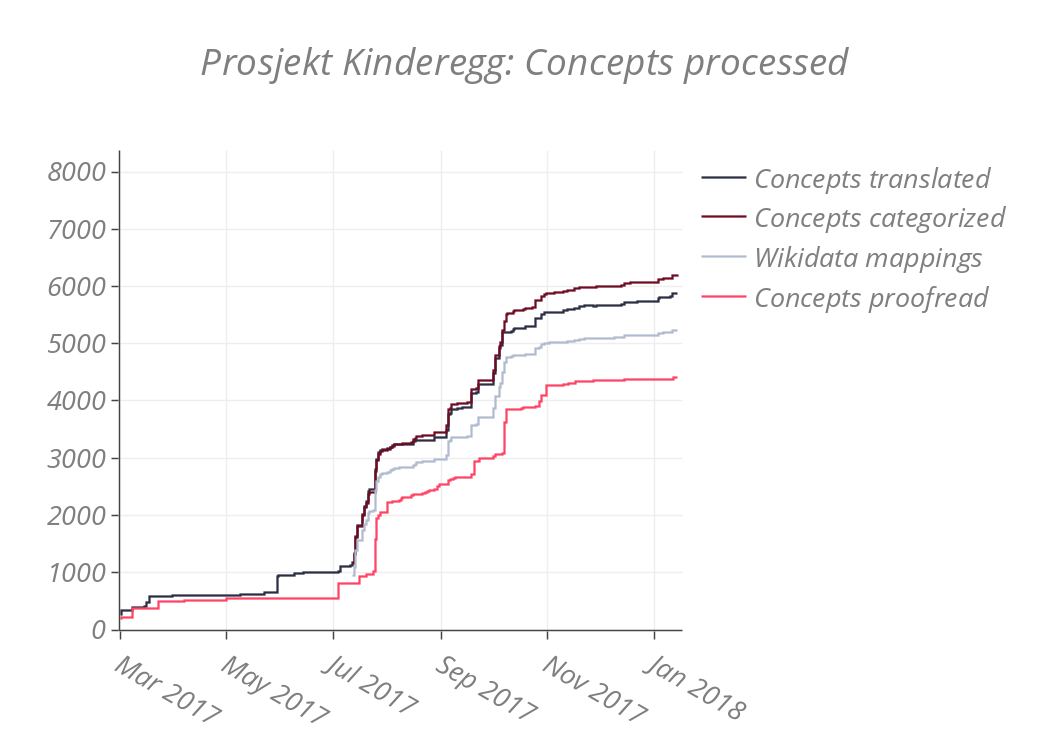 Prosjekt Kinderegg: Concepts processed
8000
7000
6000
5000
4000
3000
2000
1000
0
Mar 2017
May 2017
Jul 2017
Sep 2017
Nov 2017
Jan 2018
Concepts translated
Concepts categorized
Wikidata mappings
Concepts proofread